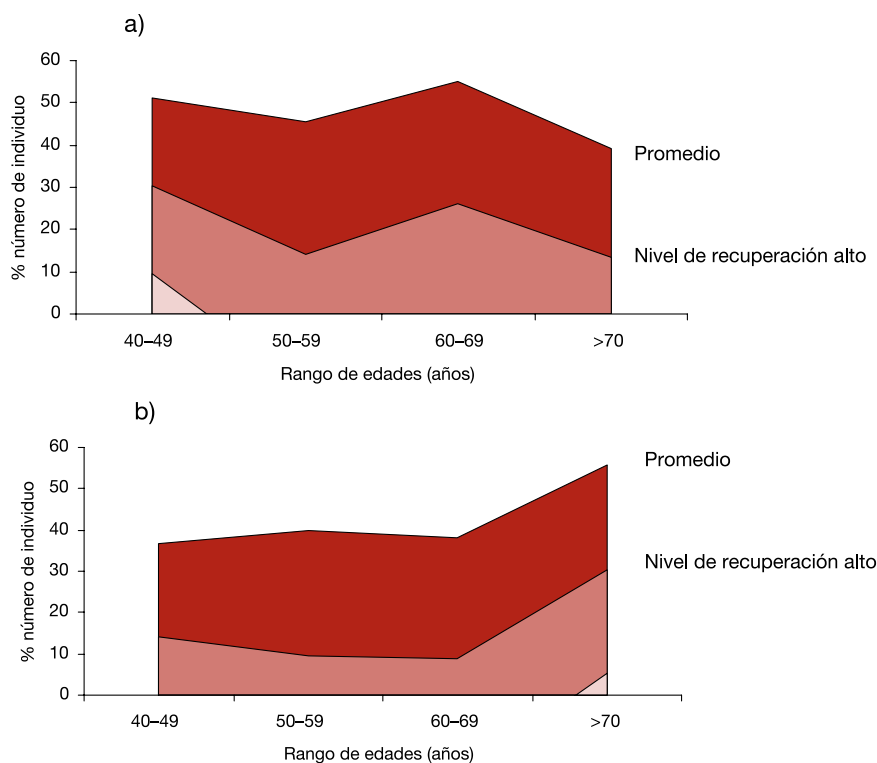 a)
60
50
40
30
20
10
0
% número de individuo
Promedio
Nivel de recuperación alto
40–49 50–59 60–69 >70
Rango de edades (años)
b)
60
50
40
30
20
10
0
% número de individuo
Promedio
Nivel de recuperación alto
40–49 50–59 60–69 >70
Rango de edades (años)